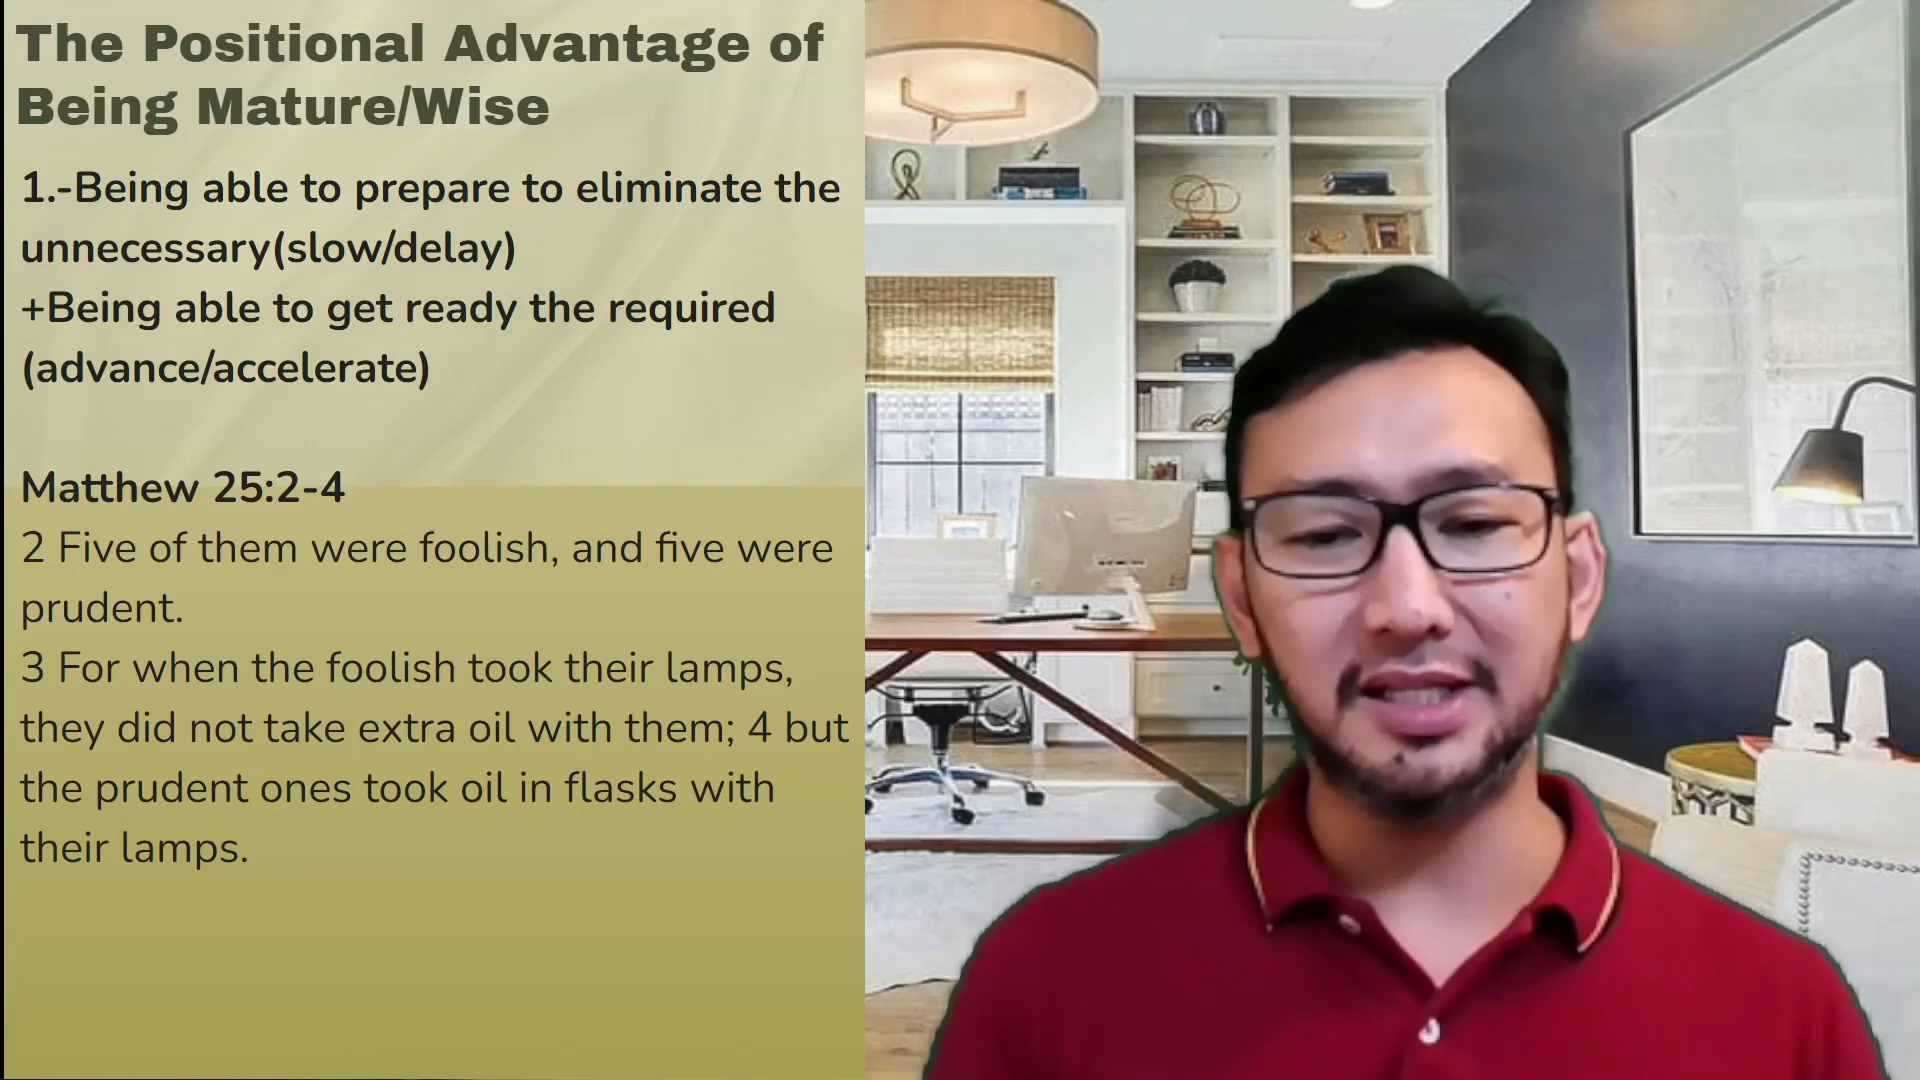 The Positional Advantage of
Being Mature/Wise
1.-Being able to prepare to eliminate the
unnecessary(slow/delay)
+Being able to get ready the required
(advance/accelerate)
Matthew 25:2-4
2 Five of them were foolish, and five were
prudent.
3 For when the foolish took their lamps,
they did not take extra oil with them; 4 but
the prudent ones took oil in flasks with
their lamps.